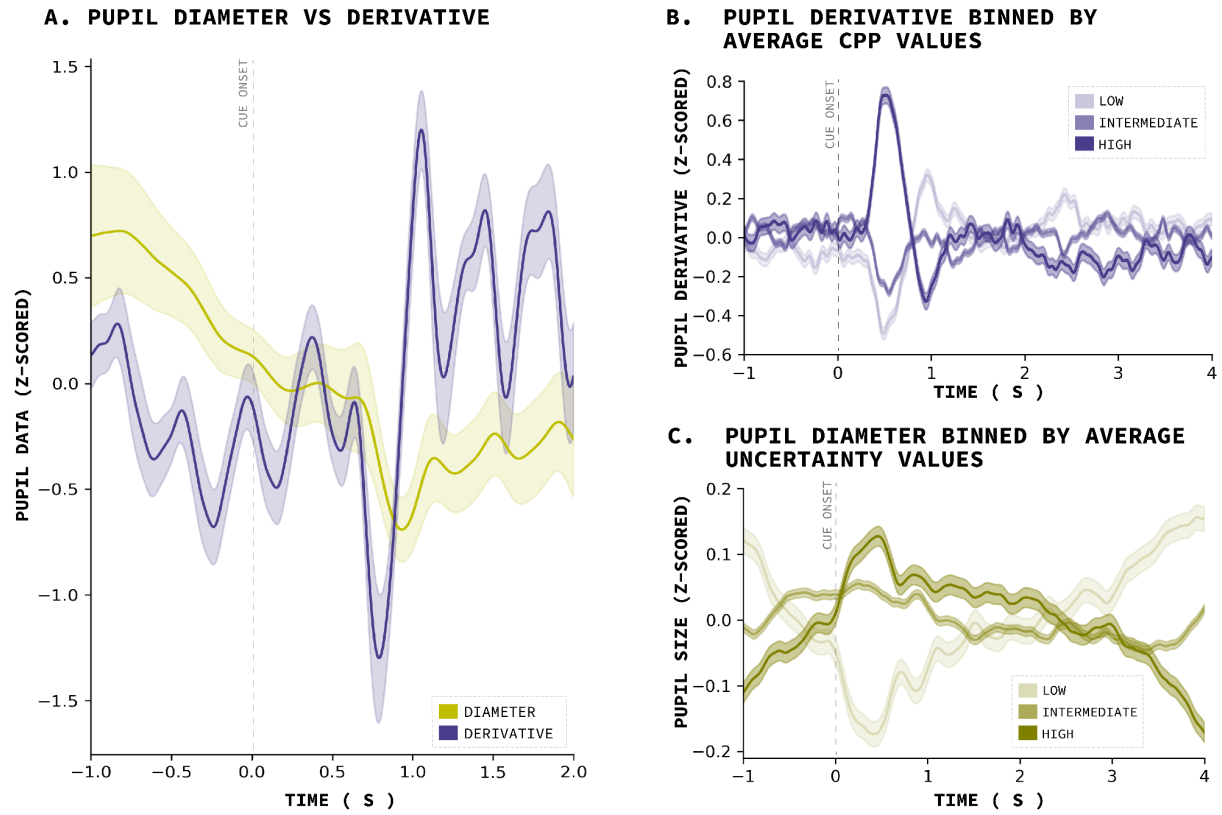 A. PUPIL DIAMETER VS DERIVATIVE
CUE ONSET
1.5
1.0
0.5
0.0
−0.5
−1.0
−1.5
PUPIL DATA (Z-SCORED)
DIAMETER
DERIVATIVE
−1.0 −0.5 0.0 0.5 1.0 1.5 2.0
TIME ( S )
B. PUPIL DERIVATIVE BINNED BY
AVERAGE CPP VALUES
CUE ONSET
0.8
0.6
0.4
0.2
0.0
−0.2
−0.4
−0.6
PUPIL DERIVATIVE (Z-SCORED)
LOW
INTERMEDIATE
HIGH
−1 0 1 2 3 4
TIME ( S )
C. PUPIL DIAMETER BINNED BY AVERAGE
UNCERTAINTY VALUES
CUE ONSET
0.2
0.1
0.0
−0.1
−0.2
PUPIL SIZE (Z-SCORED)
LOW
INTERMEDIATE
HIGH
−1 0 1 2 3 4
TIME ( S )